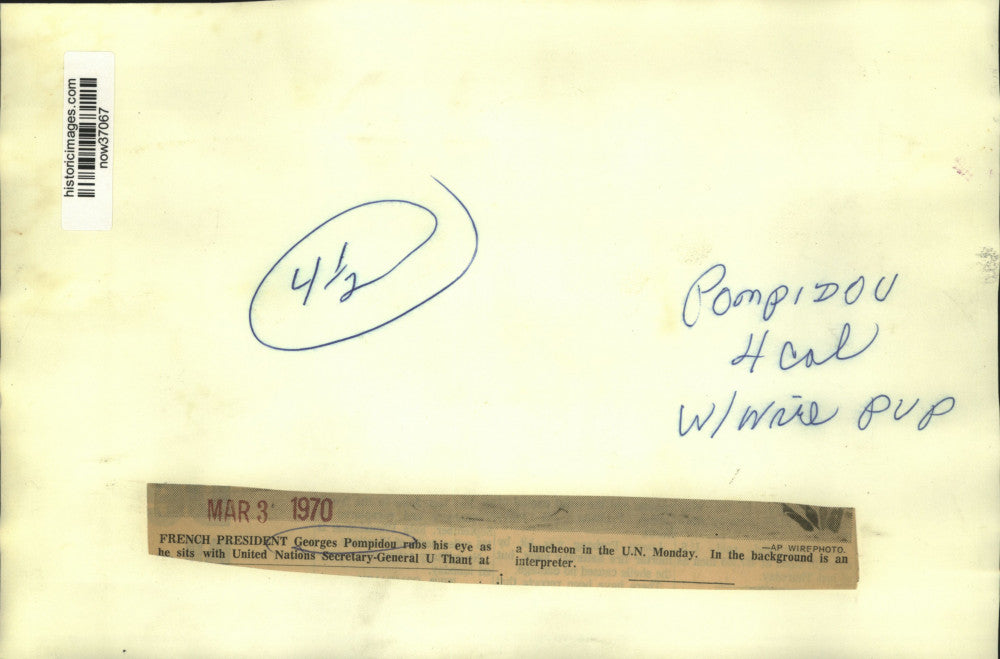 historicimages.com
now37067
4 1/2
POMPIDOU
4 col
W/Wire PUP
MAR 3 1970
—AP WIREPHOTO.
FRENCH PRESIDENT Georges Pompidou rubs his eye as
he sits with United Nations Secretary-General U Thant at
a luncheon in the U.N. Monday. In the background is an
interpreter.